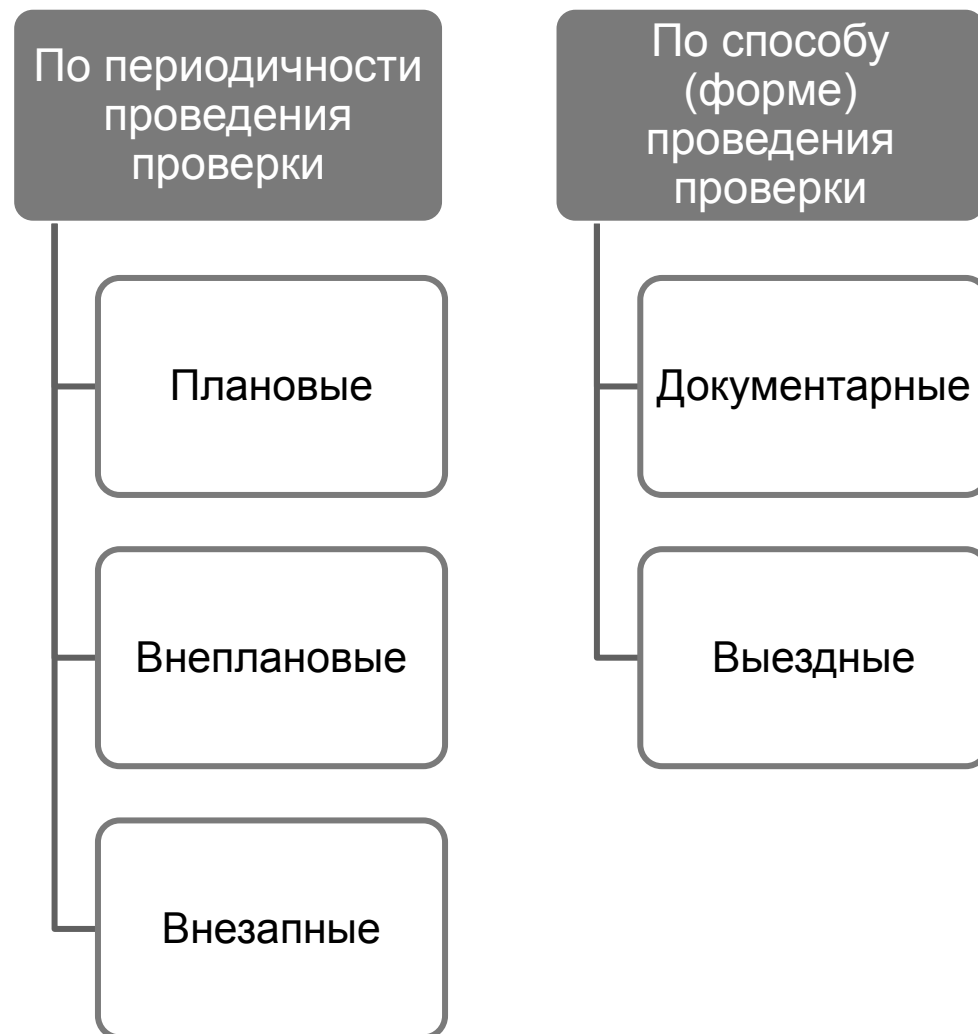 По периодичности
проведения
проверки
Плановые
Внеплановые
Внезапные
По способу
(форме)
проведения
проверки
Документарные
Выездные